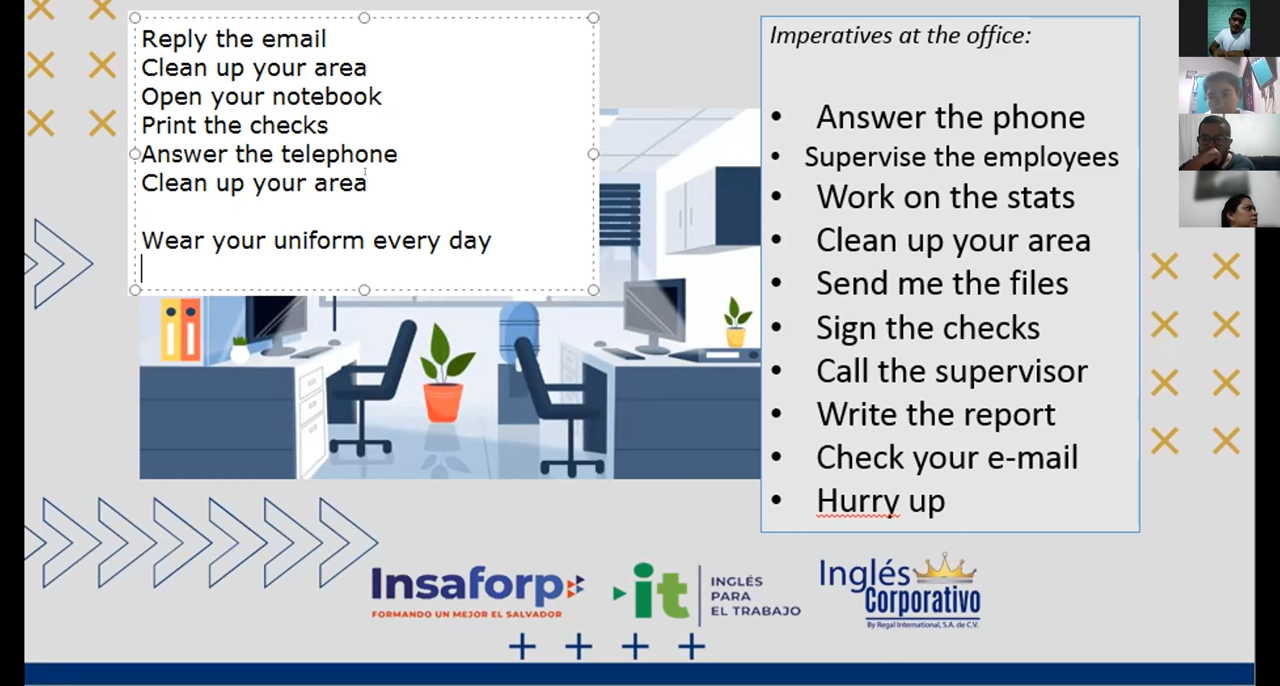 Reply the email
Clean up your area
Open your notebook
Print the checks
Answer the telephone
Clean up your area
Wear your uniform every day
Imperatives at the office:
• Answer the phone
• Supervise the employees
• Work on the stats
• Clean up your area
• Send me the files
• Sign the checks
• Call the supervisor
• Write the report
• Check your e-mail
• Hurry up
Insaforp
FORMANDO UN MEJOR EL SALVADOR
it
INGLÉS
PARA
EL TRABAJO
Inglés
Corporativo
By Regal International, S.A. de C.V.